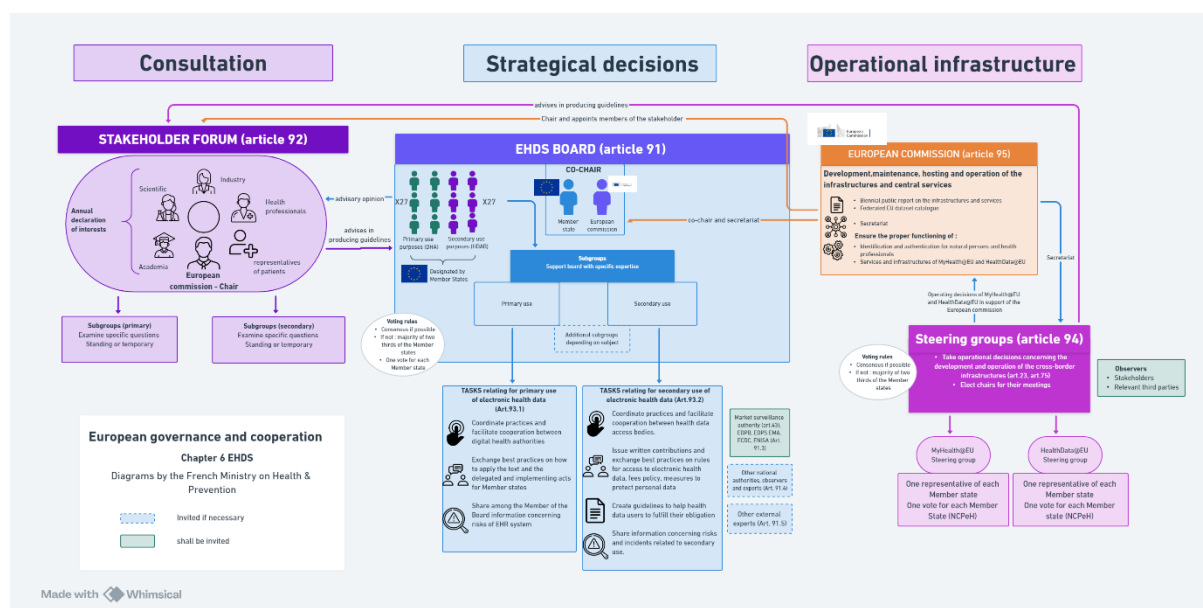 Consultation
Strategical decisions
Operational infrastructure
advises in producing guidelines
Chair and appoints members of the stakeholder
STAKEHOLDER FORUM (article 92)
Industry
Scientific
Health
professionals
Annual
declaration
of interests
Academia
representatives
of patients
European
commission - Chair
Subgroups (primary)
Examine specific questions
Standing or temporary
Subgroups (secondary)
Examine specific questions
Standing or temporary
advisory opinion
advises in
producing guidelines
EHDS BOARD (article 91)
X27
X27
Primary use
purposes (DHA)
Secondary use
purposes (HDAB)
Designated by
Member States
CO-CHAIR
Member
state
European
commission
Subgroups
Support board with specific expertise
Primary use
Secondary use
Additional subgroups
depending on subject
Voting rules
Consensus if possible
If not : majority of two
thirds of the Member
states
One vote for each
Member state
co-chair and secretariat
European
Commission
EUROPEAN COMMISSION (article 95)
Development,maintenance, hosting and operation of the
infrastructures and central services
Biennial public report on the infrastructures and services
Federated EU dataset catalogue
Secretariat
Ensure the proper functioning of :
Identification and authentication for natural persons and health
professionals
Services and infrastructures of MyHealth@EU and HealthData@EU
Secretariat
Operating decisions of MyHealth@EU
and HealthData@EU in support of the
European commission
Steering groups (article 94)
Take operational decisions concerning the
development and operation of the cross-border
infrastructures (art.23, art.75)
Elect chairs for their meetings
Voting rules
Consensus if possible
If not : majority of two
thirds of the Member
states
Observers
Stakeholders
Relevant third parties
MyHealth@EU
Steering group
HealthData@EU
Steering group
One representative of each
Member state
One vote for each Member
State (NCPeH)
One representative of each
Member state
One vote for each Member
state (NCPeH)
TASKS relating for primary use
of electronic health data
(Art.93.1)
Coordinate practices and
facilitate cooperation between
digital health authorities
Exchange best practices on how
to apply the text and the
delegated and implementing acts
for Member states
Share among the Member of the
Board information concerning
risks of EHR system
TASKS relating for secondary use of
electronic health data (Art.93.2)
Coordinate practices and facilitate
cooperation between health data
access bodies.
Issue written contributions and
exchange best practices on rules
for access to electronic health
data, fees policy, measures to
protect personal data
Create guidelines to help health
data users to fulfill their obligation
Share information concerning risks
and incidents related to secondary
use.
Market surveillance
authority (art.43),
EDPB, EDPS EMA,
ECDC, ENISA (Art.
91.3)
Other national
authorities, observers
and experts (Art. 91.4)
Other external
experts (Art. 91.5)
European governance and cooperation
Chapter 6 EHDS
Diagrams by the French Ministry on Health &
Prevention
Invited if necessary
shall be invited
Made with Whimsical